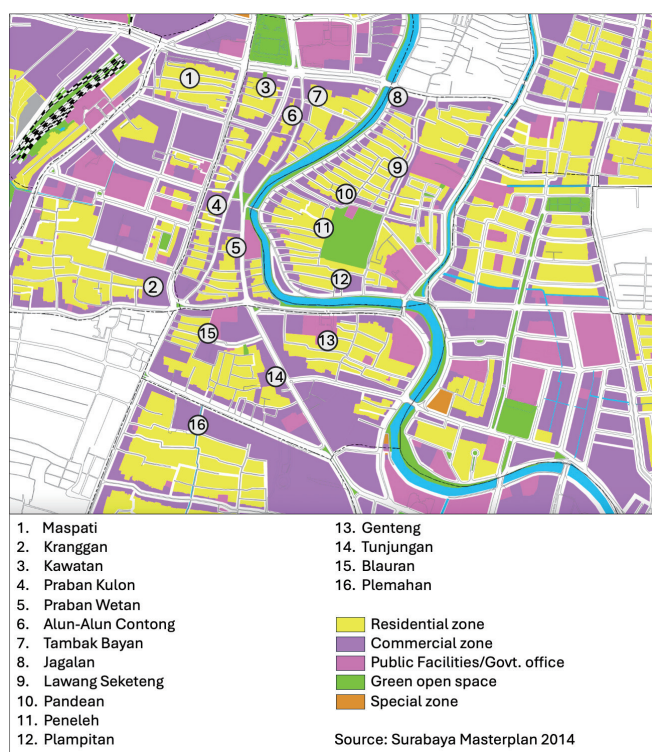 1
2
3
4
5
6
7
8
9
10
11
12
13
14
15
16
1. Maspati
2. Kranggan
3. Kawatan
4. Praban Kulon
5. Praban Wetan
6. Alun-Alun Contong
7. Tambak Bayan
8. Jagalan
9. Lawang Seketeng
10. Pandean
11. Peneleh
12. Plampitan
13. Genteng
14. Tunjungan
15. Blauran
16. Plemahan
Residential zone
Commercial zone
Public Facilities/Govt. office
Green open space
Special zone
Source: Surabaya Masterplan 2014